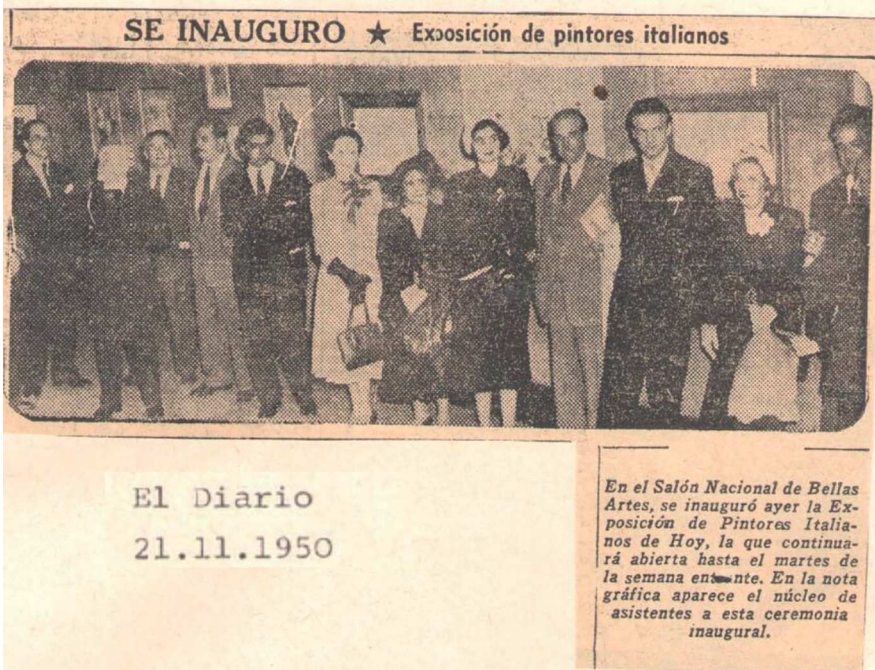 SE INAUGURO ★ Exposición de pintores italianos
El Diario
21.11.1950
En el Salón Nacional de Bellas
Artes, se inauguró ayer la Ex-
posición de Pintores Italia-
nos de Hoy, la que continua-
rá abierta hasta el martes de
la semana entrante. En la nota
gráfica aparece el núcleo de
asistentes a esta ceremonia
inaugural.